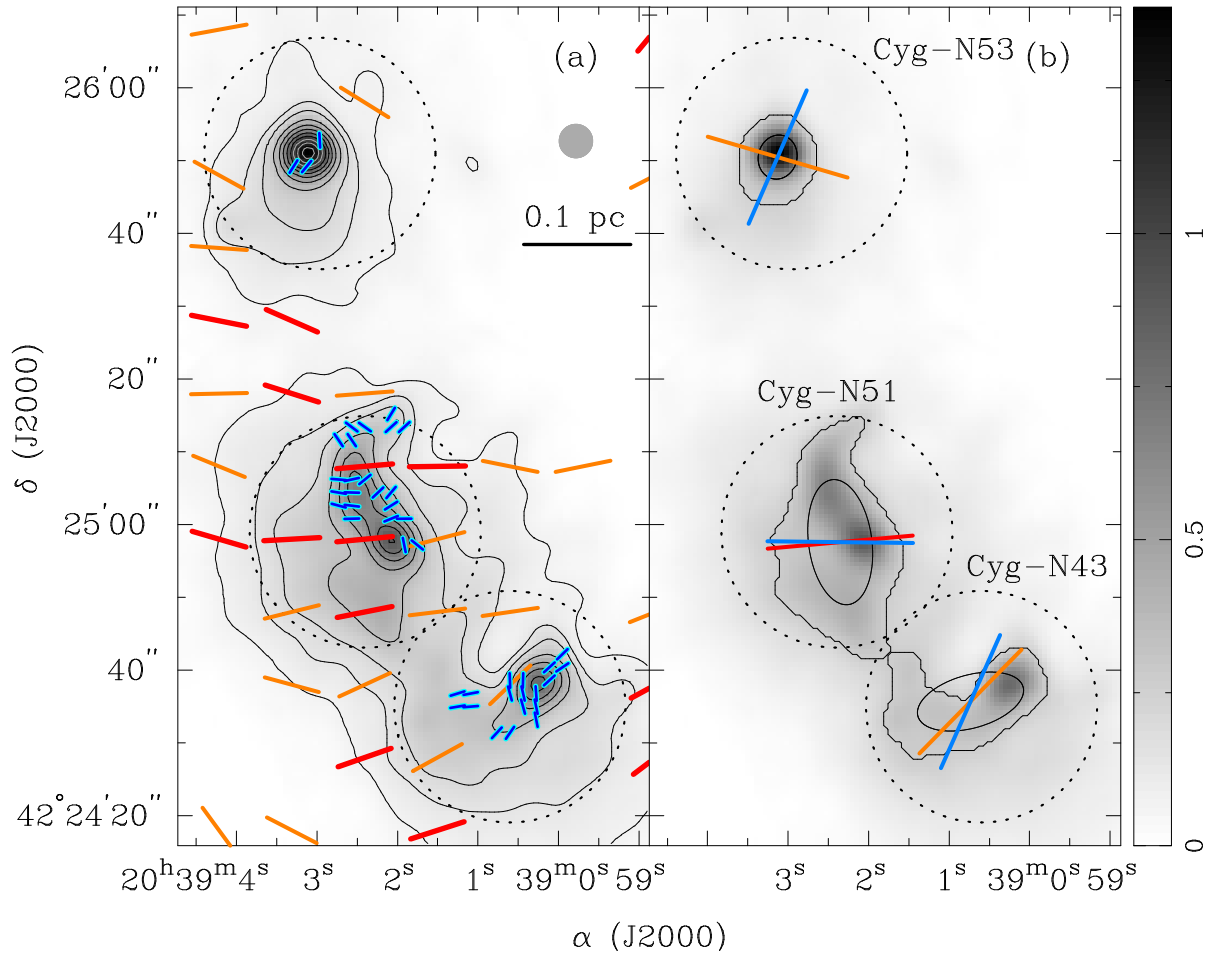 (a)
Cyg-N53 (b)
26'00"
0.1 pc
40"
1
20"
Cyg-N51
δ (J2000)
25'00"
0.5
Cyg-N43
40"
42°24'20"
0
20ʰ39ᵐ4ˢ 3ˢ 2ˢ 1ˢ 39ᵐ0ˢ 59ˢ
3ˢ 2ˢ 1ˢ 39ᵐ0ˢ 59ˢ
α (J2000)